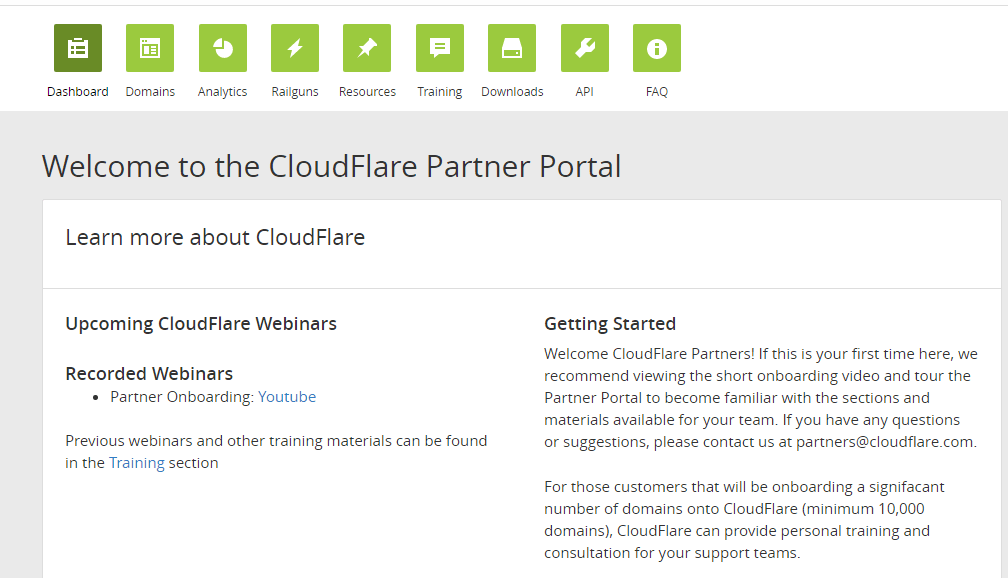 Dashboard Domains Analytics Railguns Resources Training Downloads API FAQ
Welcome to the CloudFlare Partner Portal
Learn more about CloudFlare
Upcoming CloudFlare Webinars
Recorded Webinars
• Partner Onboarding: Youtube
Previous webinars and other training materials can be found
in the Training section
Getting Started
Welcome CloudFlare Partners! If this is your first time here, we
recommend viewing the short onboarding video and tour the
Partner Portal to become familiar with the sections and
materials available for your team. If you have any questions
or suggestions, please contact us at partners@cloudflare.com.
For those customers that will be onboarding a signifacant
number of domains onto CloudFlare (minimum 10,000
domains), CloudFlare can provide personal training and
consultation for your support teams.